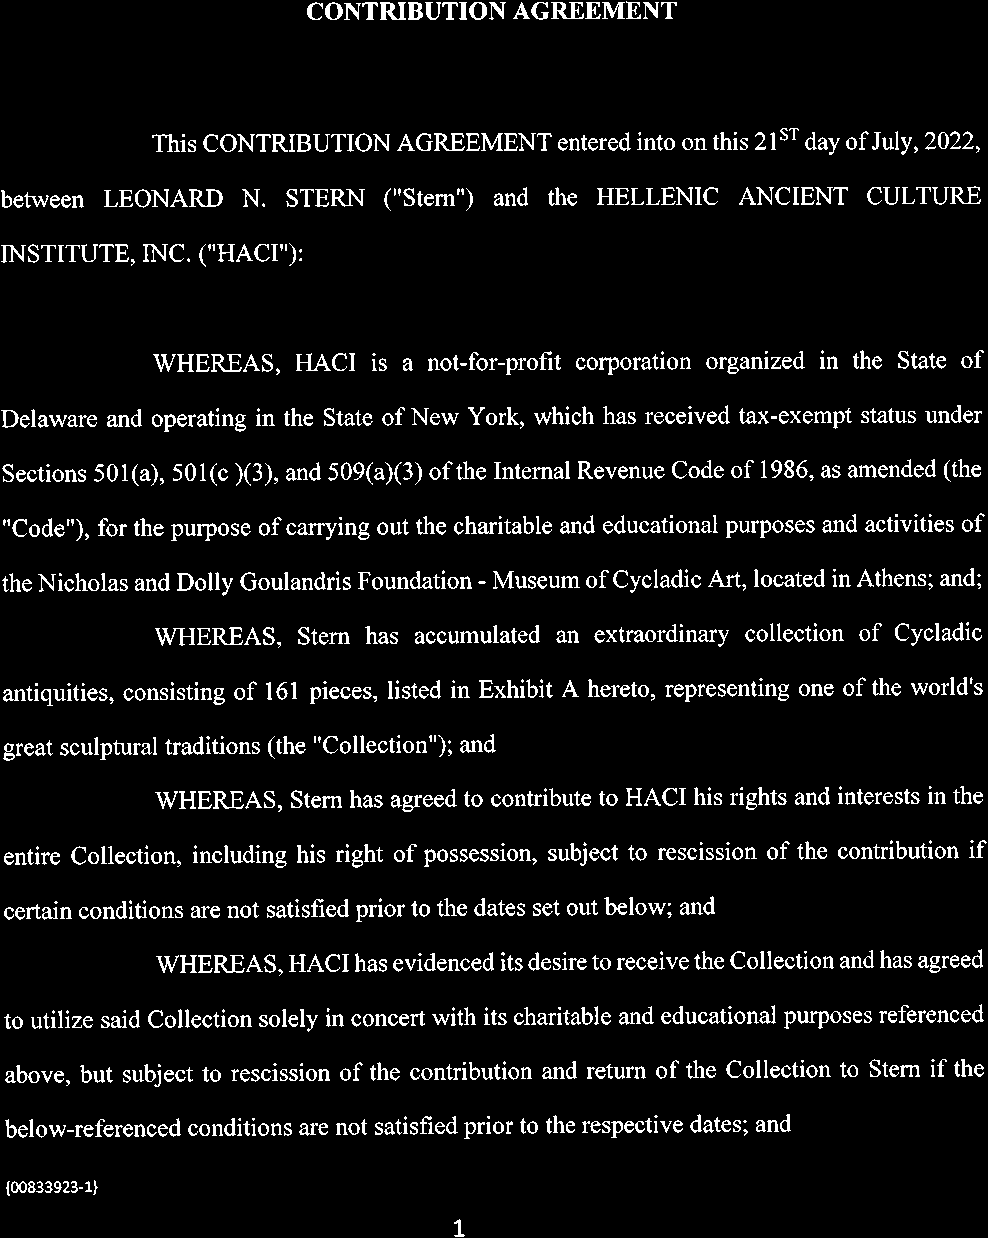 CONTRIBUTION AGREEMENT
This CONTRIBUTION AGREEMENT entered into on this 21ST day of July, 2022,
between LEONARD N. STERN ("Stern") and the HELLENIC ANCIENT CULTURE
INSTITUTE, INC. ("HACI"):
WHEREAS, HACI is a not-for-profit corporation organized in the State of
Delaware and operating in the State of New York, which has received tax-exempt status under
Sections 501(a), 501(c )(3), and 509(a)(3) of the Internal Revenue Code of 1986, as amended (the
"Code"), for the purpose of carrying out the charitable and educational purposes and activities of
the Nicholas and Dolly Goulandris Foundation - Museum of Cycladic Art, located in Athens; and;
WHEREAS, Stern has accumulated an extraordinary collection of Cycladic
antiquities, consisting of 161 pieces, listed in Exhibit A hereto, representing one of the world's
great sculptural traditions (the "Collection"); and
WHEREAS, Stern has agreed to contribute to HACI his rights and interests in the
entire Collection, including his right of possession, subject to rescission of the contribution if
certain conditions are not satisfied prior to the dates set out below; and
WHEREAS, HACI has evidenced its desire to receive the Collection and has agreed
to utilize said Collection solely in concert with its charitable and educational purposes referenced
above, but subject to rescission of the contribution and return of the Collection to Stern if the
below-referenced conditions are not satisfied prior to the respective dates; and
{00833923-1}
1